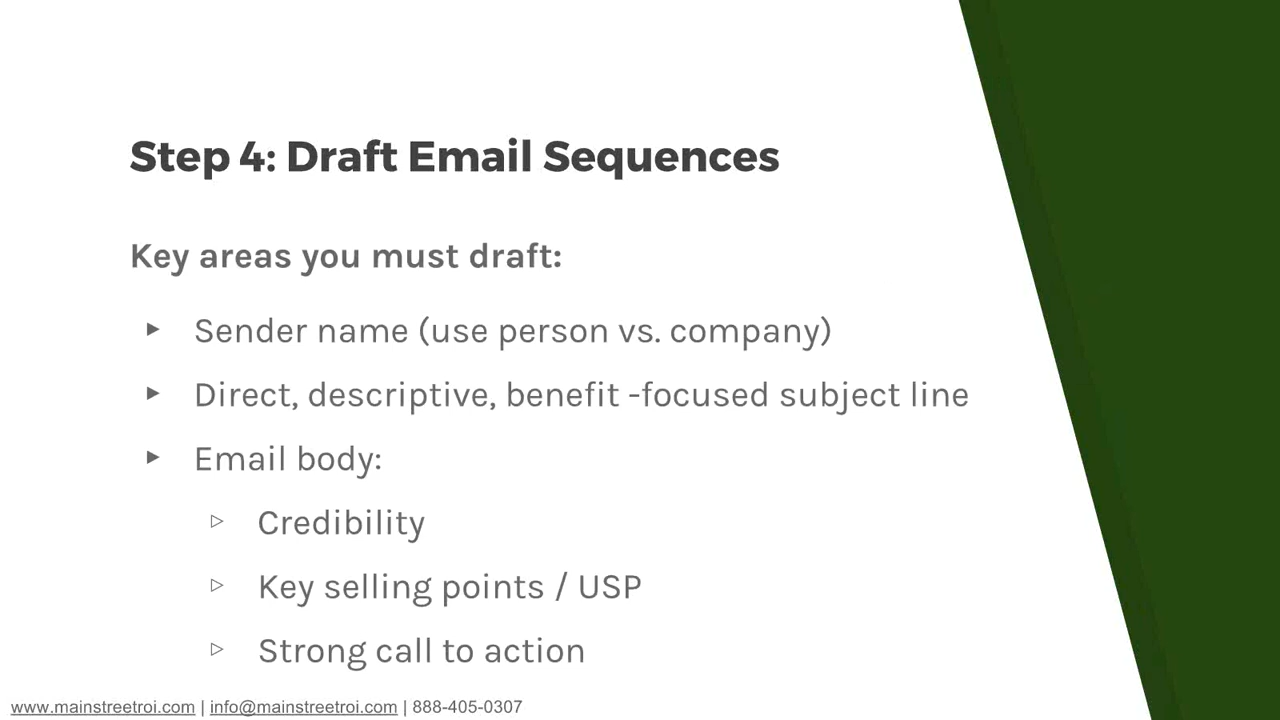 Step 4: Draft Email Sequences
Key areas you must draft:
▸ Sender name (use person vs. company)
▸ Direct, descriptive, benefit -focused subject line
▸ Email body:
▹ Credibility
▹ Key selling points / USP
▹ Strong call to action
www.mainstreetroi.com | info@mainstreetroi.com | 888-405-0307